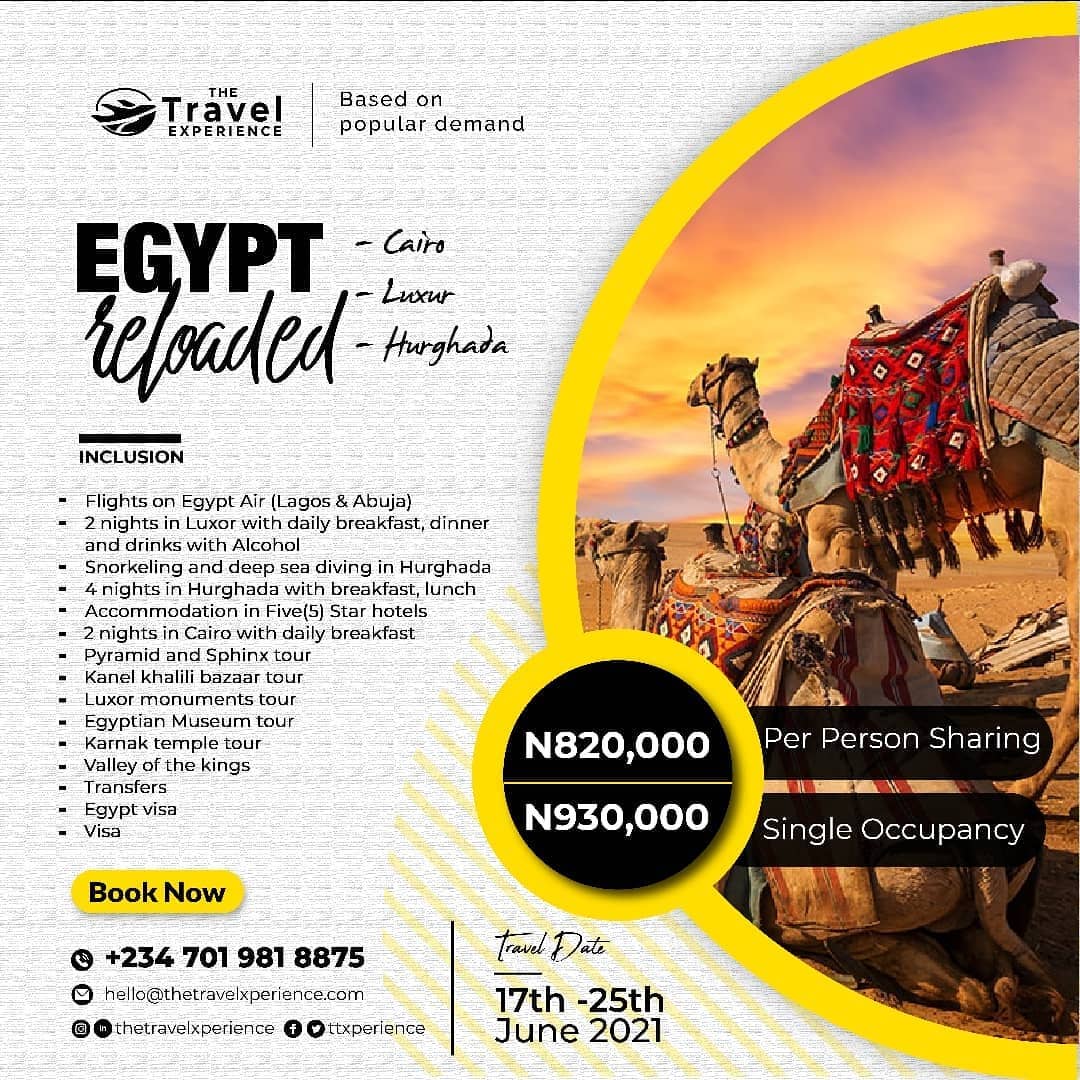 THE
Travel
EXPERIENCE
Based on
popular demand
EGYPT
reloaded
- Cairo
- Luxur
- Hurghada
INCLUSION
- Flights on Egypt Air (Lagos & Abuja)
- 2 nights in Luxor with daily breakfast, dinner
and drinks with Alcohol
- Snorkeling and deep sea diving in Hurghada
- 4 nights in Hurghada with breakfast, lunch
- Accommodation in Five(5) Star hotels
- 2 nights in Cairo with daily breakfast
- Pyramid and Sphinx tour
- Kanel khalili bazaar tour
- Luxor monuments tour
- Egyptian Museum tour
- Karnak temple tour
- Valley of the kings
- Transfers
- Egypt visa
- Visa
N820,000 Per Person Sharing
N930,000 Single Occupancy
Book Now
+234 701 981 8875
hello@thetravelxperience.com
thetravelxperience ttxperience
Travel Date
17th -25th
June 2021